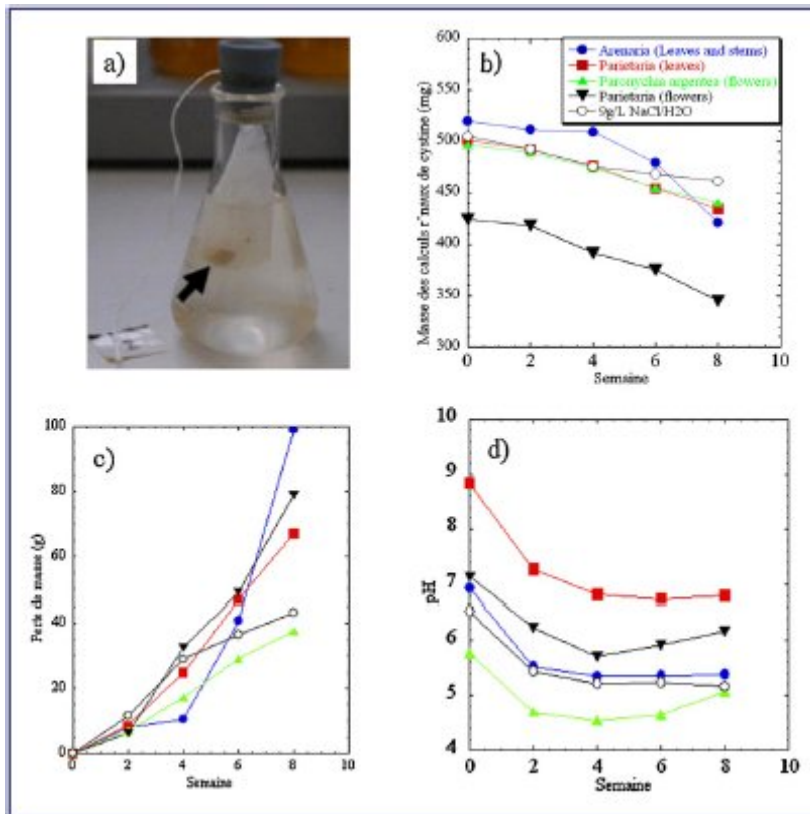 a)
b)
Arenaria (Leaves and stems)
Parietaria (leaves)
Paronychia argentea (flowers)
Parietaria (flowers)
9g/L NaCl/H2O
Masse des calculs r¨naux de cystine (mg)
600
550
500
450
400
350
300
0 2 4 6 8 10
Semaine
c)
Perte de masse (g)
100
80
60
40
20
0
0 2 4 6 8 10
Semaine
d)
pH
10
9
8
7
6
5
4
0 2 4 6 8 10
Semaine